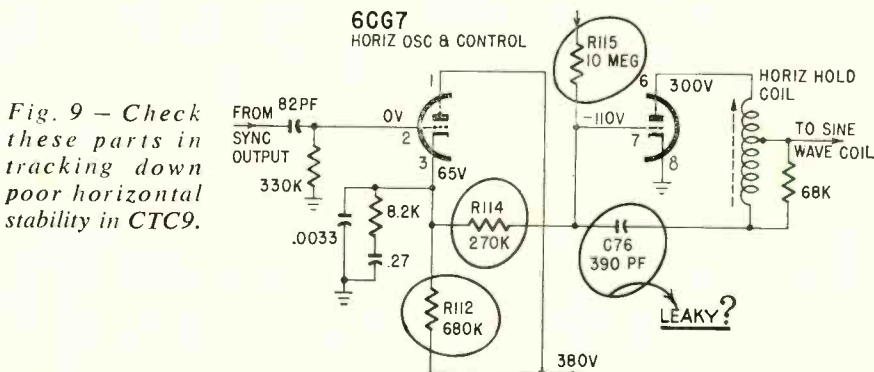 6CG7
HORIZ OSC & CONTROL
Fig. 9 – Check
these parts in
tracking down
poor horizontal
stability in CTC9.
FROM
SYNC
OUTPUT
82PF
330K
1
0V
2
3
65V
.0033
8.2K
.27
R114
270K
R112
680K
380V
R115
10 MEG
-110V
6
7
8
300V
C76
390 PF
LEAKY?
HORIZ HOLD
COIL
TO SINE
WAVE COIL
68K